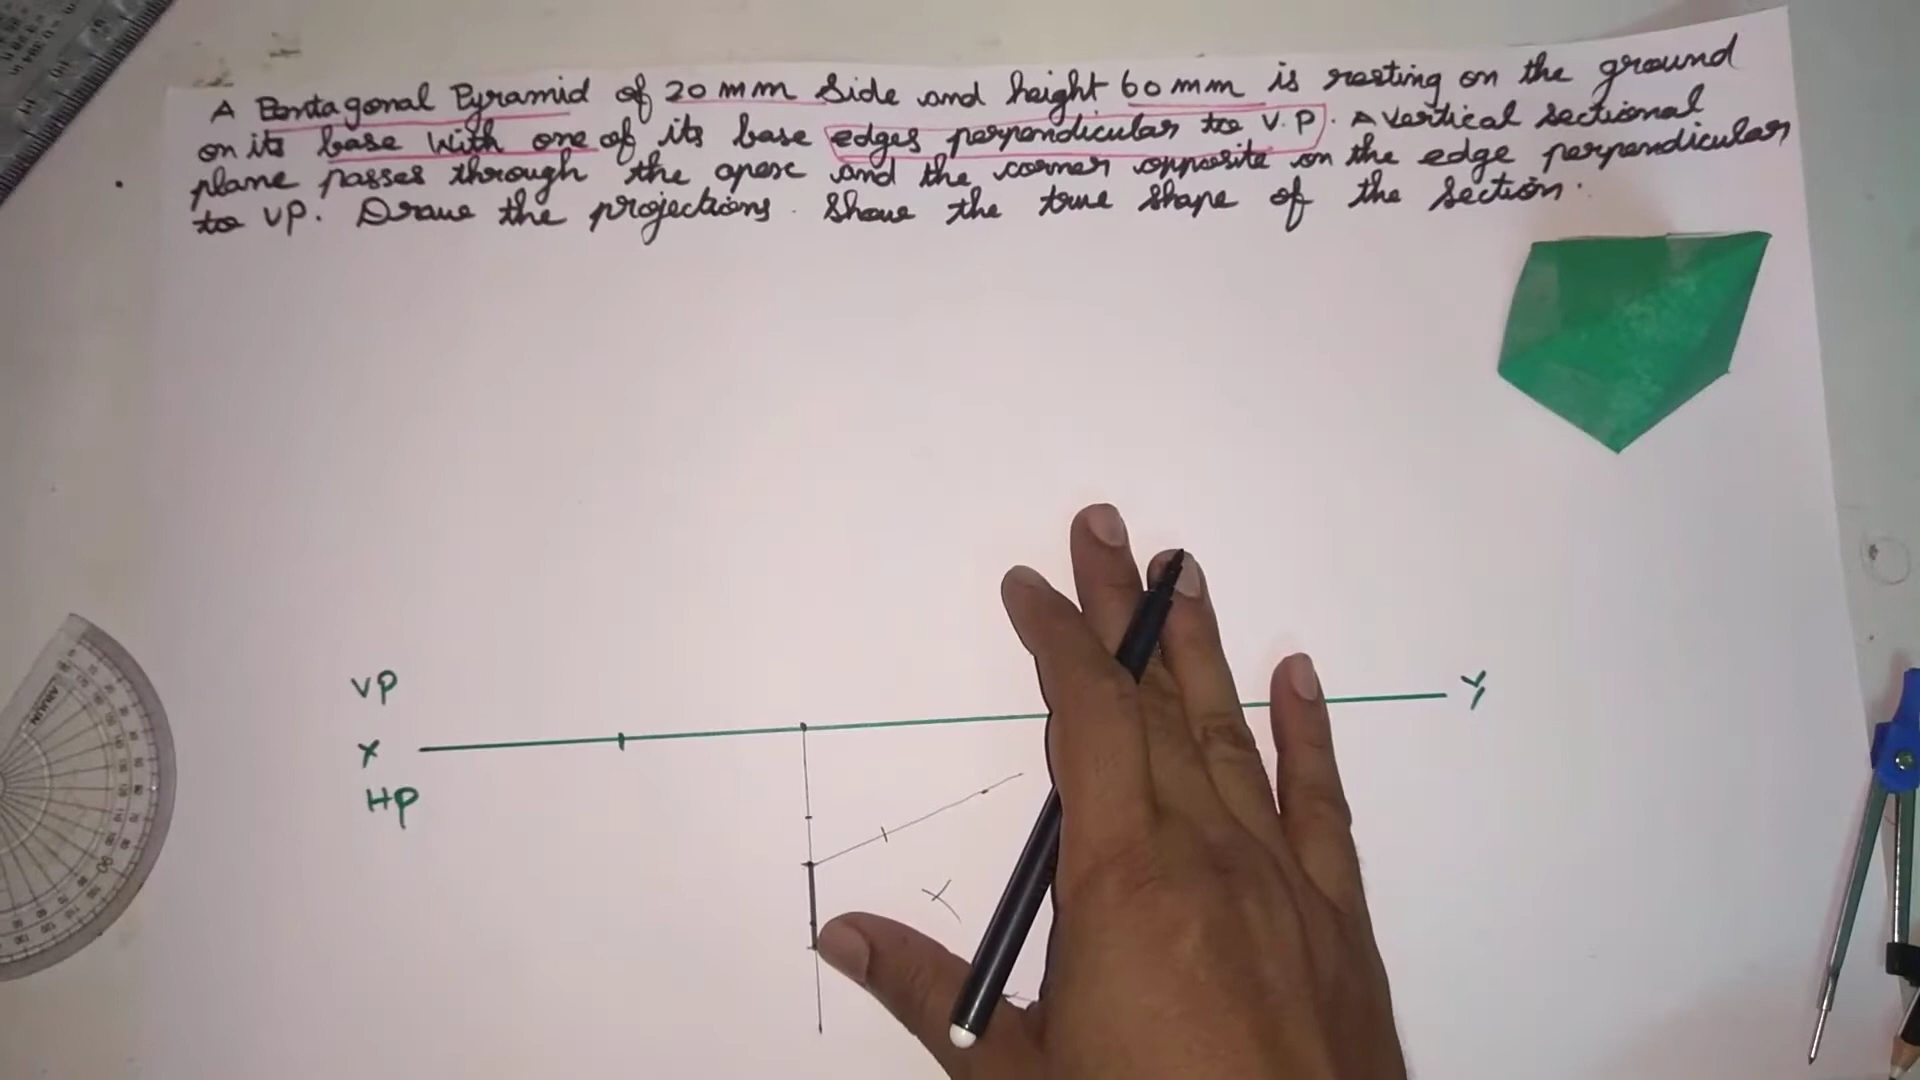 A Pentagonal Pyramid of 20 mm side and height 60 mm is resting on the ground
on its base with one of its base edges perpendicular to V.P. A vertical sectional
plane passes through the apex and the corner opposite on the edge perpendicular
to VP. Draw the projections. Show the true shape of the section.
VP
X
Y
HP